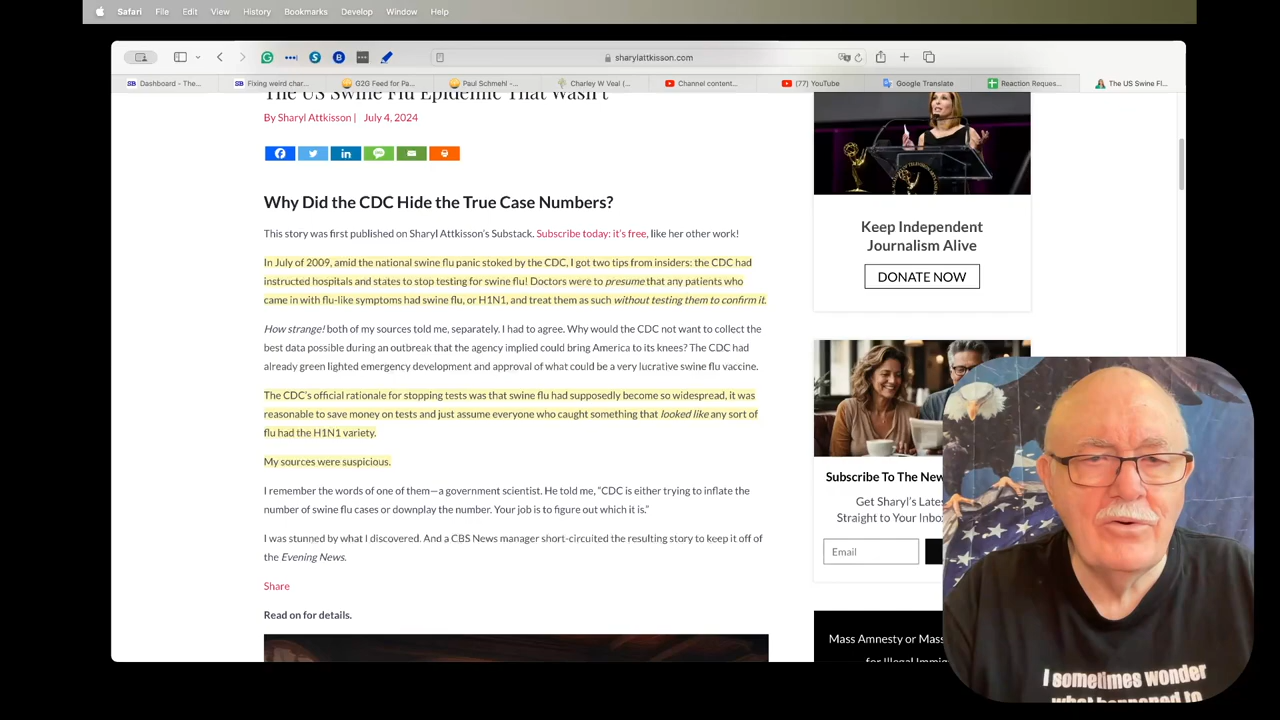 Safari File Edit View History Bookmarks Develop Window Help
sharylattkisson.com
SB Dashboard - The... SB Fixing weird char... G2G Feed for Pa... Paul Schmehl -... Charley W Veal (... Channel content... (77) YouTube Google Translate Reaction Reques... The US Swine Fl...
The US Swine Flu Epidemic That Wasn't
By Sharyl Attkisson | July 4, 2024
Why Did the CDC Hide the True Case Numbers?
This story was first published on Sharyl Attkisson's Substack. Subscribe today: it's free, like her other work!
In July of 2009, amid the national swine flu panic stoked by the CDC, I got two tips from insiders: the CDC had
instructed hospitals and states to stop testing for swine flu! Doctors were to presume that any patients who
came in with flu-like symptoms had swine flu, or H1N1, and treat them as such without testing them to confirm it.
How strange! both of my sources told me, separately. I had to agree. Why would the CDC not want to collect the
best data possible during an outbreak that the agency implied could bring America to its knees? The CDC had
already green lighted emergency development and approval of what could be a very lucrative swine flu vaccine.
The CDC's official rationale for stopping tests was that swine flu had supposedly become so widespread, it was
reasonable to save money on tests and just assume everyone who caught something that looked like any sort of
flu had the H1N1 variety.
My sources were suspicious.
I remember the words of one of them—a government scientist. He told me, "CDC is either trying to inflate the
number of swine flu cases or downplay the number. Your job is to figure out which it is."
I was stunned by what I discovered. And a CBS News manager short-circuited the resulting story to keep it off of
the Evening News.
Share
Read on for details.
Keep Independent
Journalism Alive
DONATE NOW
Subscribe To The New
Get Sharyl's Lates
Straight to Your Inbo
Email
Mass Amnesty or Mass
for Illegal Immig
I sometimes wonder
what happened to